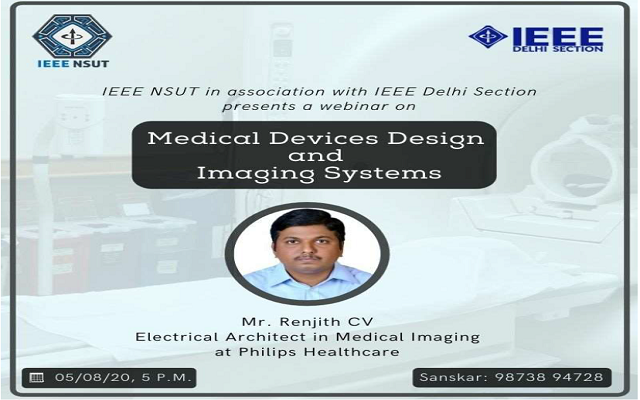 IEEE NSUT
IEEE
DELHI SECTION
IEEE NSUT in association with IEEE Delhi Section
presents a webinar on
Medical Devices Design
and
Imaging Systems
Mr. Renjith CV
Electrical Architect in Medical Imaging
at Philips Healthcare
05/08/20, 5 P.M.
Sanskar: 98738 94728